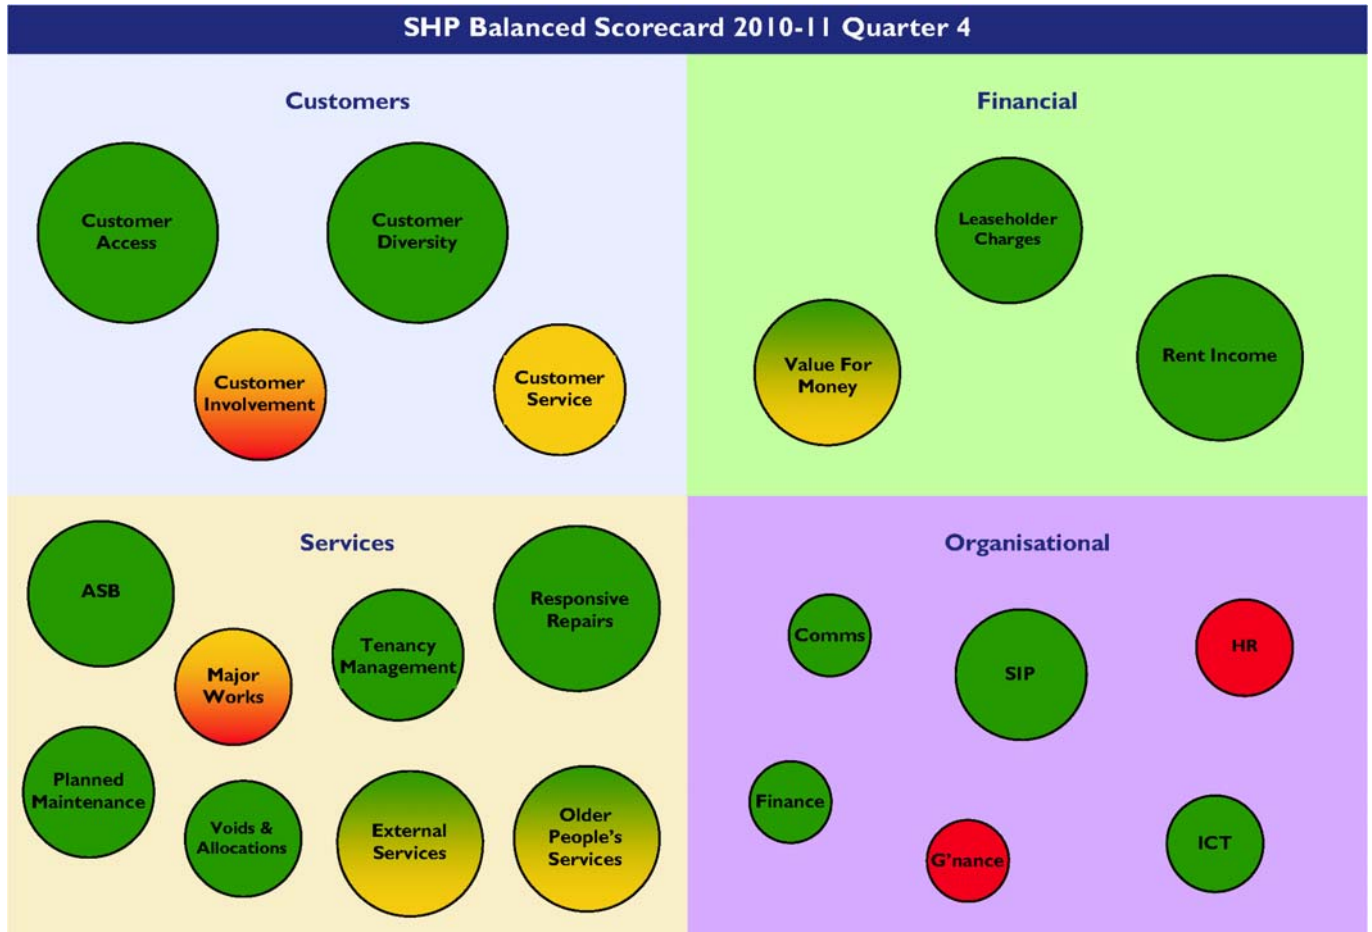 SHP Balanced Scorecard 2010-11 Quarter 4
Customers
Customer
Access
Customer
Diversity
Customer
Involvement
Customer
Service
Financial
Leaseholder
Charges
Value For
Money
Rent Income
Services
ASB
Major
Works
Tenancy
Management
Responsive
Repairs
Planned
Maintenance
Voids &
Allocations
External
Services
Older
People's
Services
Organisational
Comms
SIP
HR
Finance
G'nance
ICT